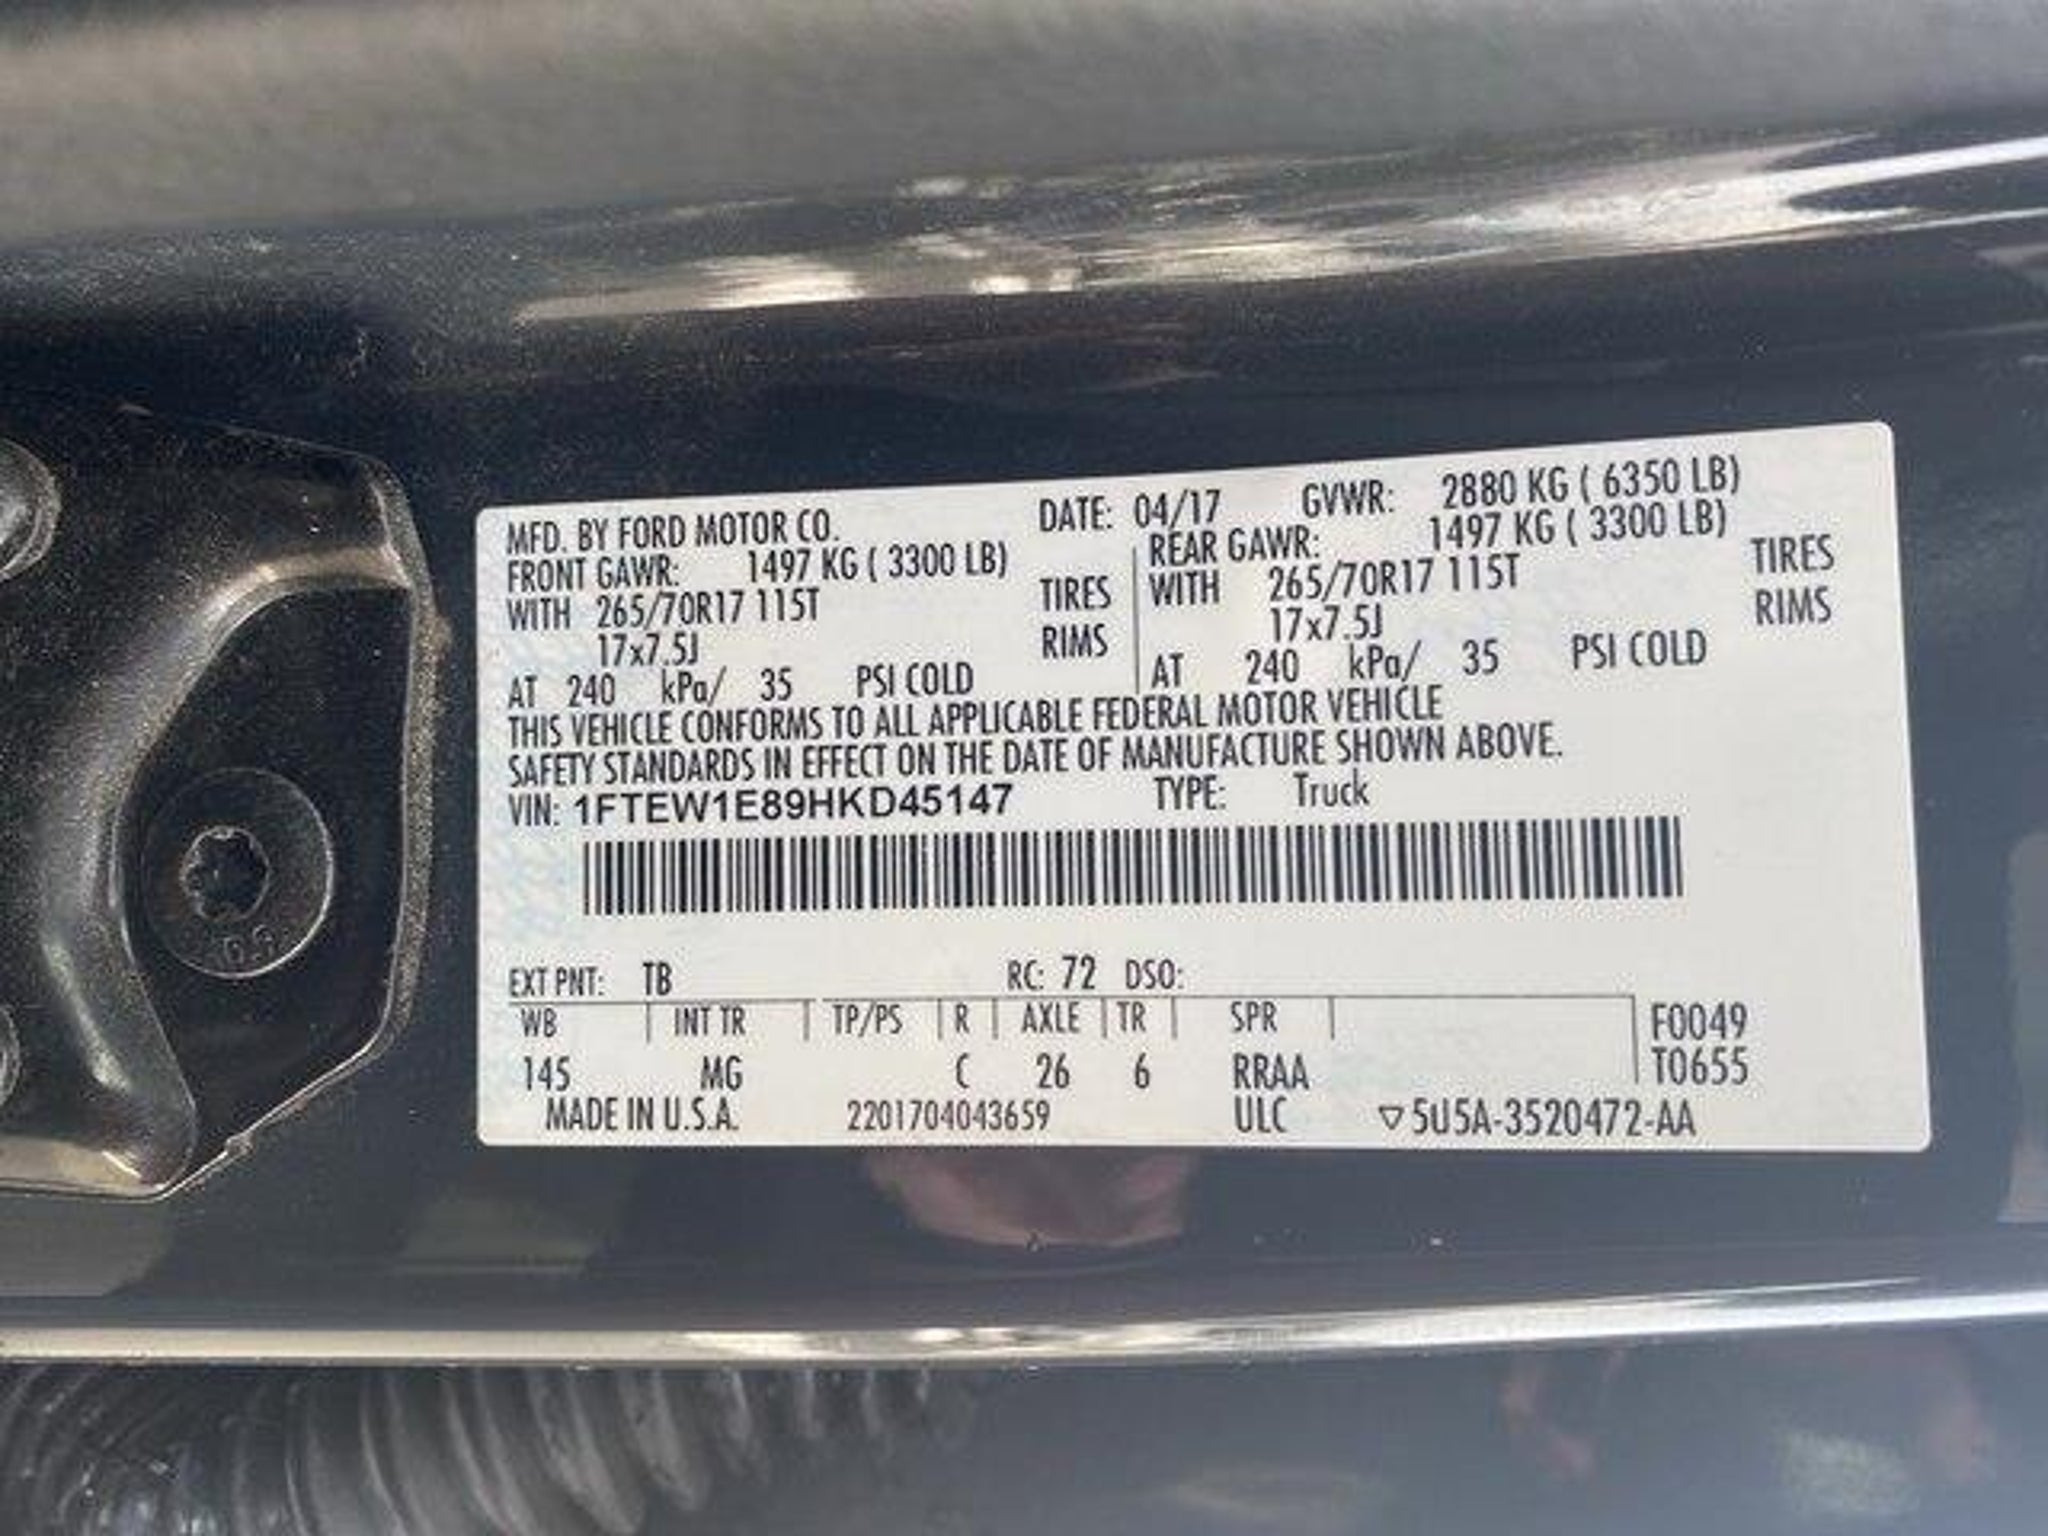 MFD. BY FORD MOTOR CO. DATE: 04/17 GVWR: 2880 KG ( 6350 LB)
FRONT GAWR: 1497 KG ( 3300 LB) REAR GAWR: 1497 KG ( 3300 LB)
WITH 265/70R17 115T TIRES WITH 265/70R17 115T TIRES
17x7.5J RIMS 17x7.5J RIMS
AT 240 kPa/ 35 PSI COLD AT 240 kPa/ 35 PSI COLD
THIS VEHICLE CONFORMS TO ALL APPLICABLE FEDERAL MOTOR VEHICLE
SAFETY STANDARDS IN EFFECT ON THE DATE OF MANUFACTURE SHOWN ABOVE.
VIN: 1FTEW1E89HKD45147 TYPE: Truck
EXT PNT: TB RC: 72 DSO:
WB INT TR TP/PS R AXLE TR SPR F0049
145 MG C 26 6 RRAA T0655
MADE IN U.S.A. 2201704043659 ULC ▽5U5A-3520472-AA